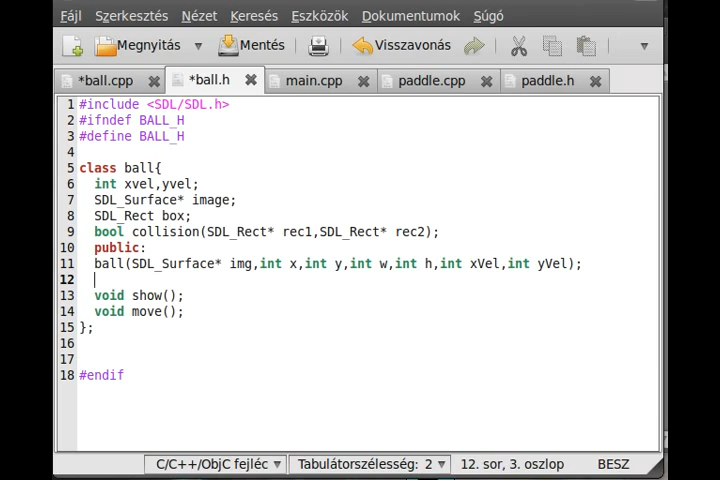 Fájl Szerkesztés Nézet Keresés Eszközök Dokumentumok Súgó
Megnyitás Mentés Visszavonás
*ball.cpp *ball.h main.cpp paddle.cpp paddle.h
1 #include <SDL/SDL.h>
2 #ifndef BALL_H
3 #define BALL_H
4
5 class ball{
6 int xvel,yvel;
7 SDL_Surface* image;
8 SDL_Rect box;
9 bool collision(SDL_Rect* rec1,SDL_Rect* rec2);
10 public:
11 ball(SDL_Surface* img,int x,int y,int w,int h,int xVel,int yVel);
12
13 void show();
14 void move();
15 };
16
17
18 #endif
C/C++/ObjC fejléc Tabulátorszélesség: 2 12. sor, 3. oszlop BESZ